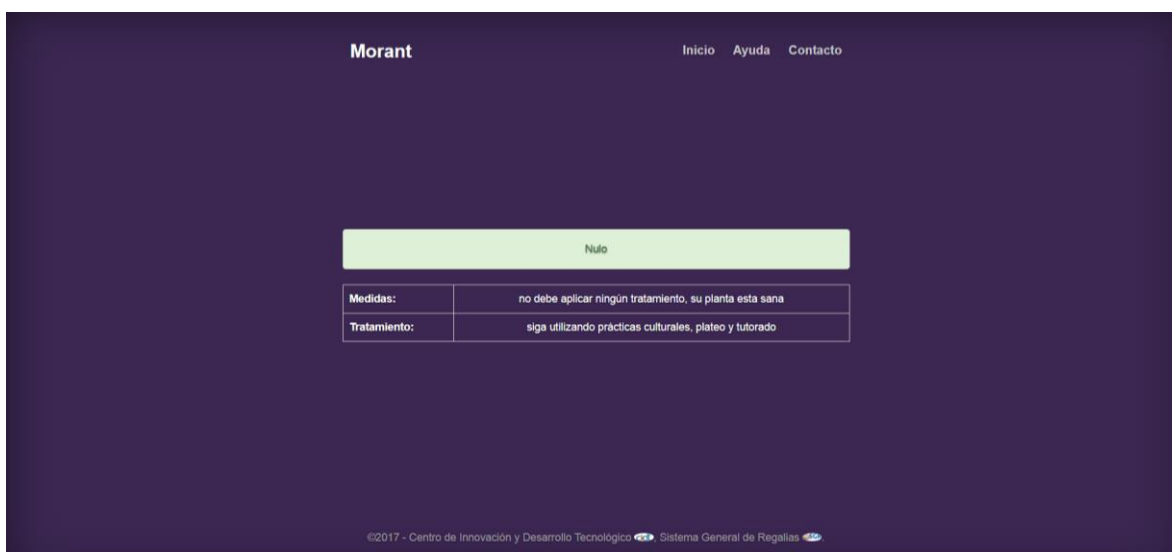 Morant
Inicio Ayuda Contacto
Nulo
Medidas: no debe aplicar ningún tratamiento, su planta esta sana
Tratamiento: siga utilizando prácticas culturales, plateo y tutorado
©2017 - Centro de Innovación y Desarrollo Tecnológico , Sistema General de Regalias